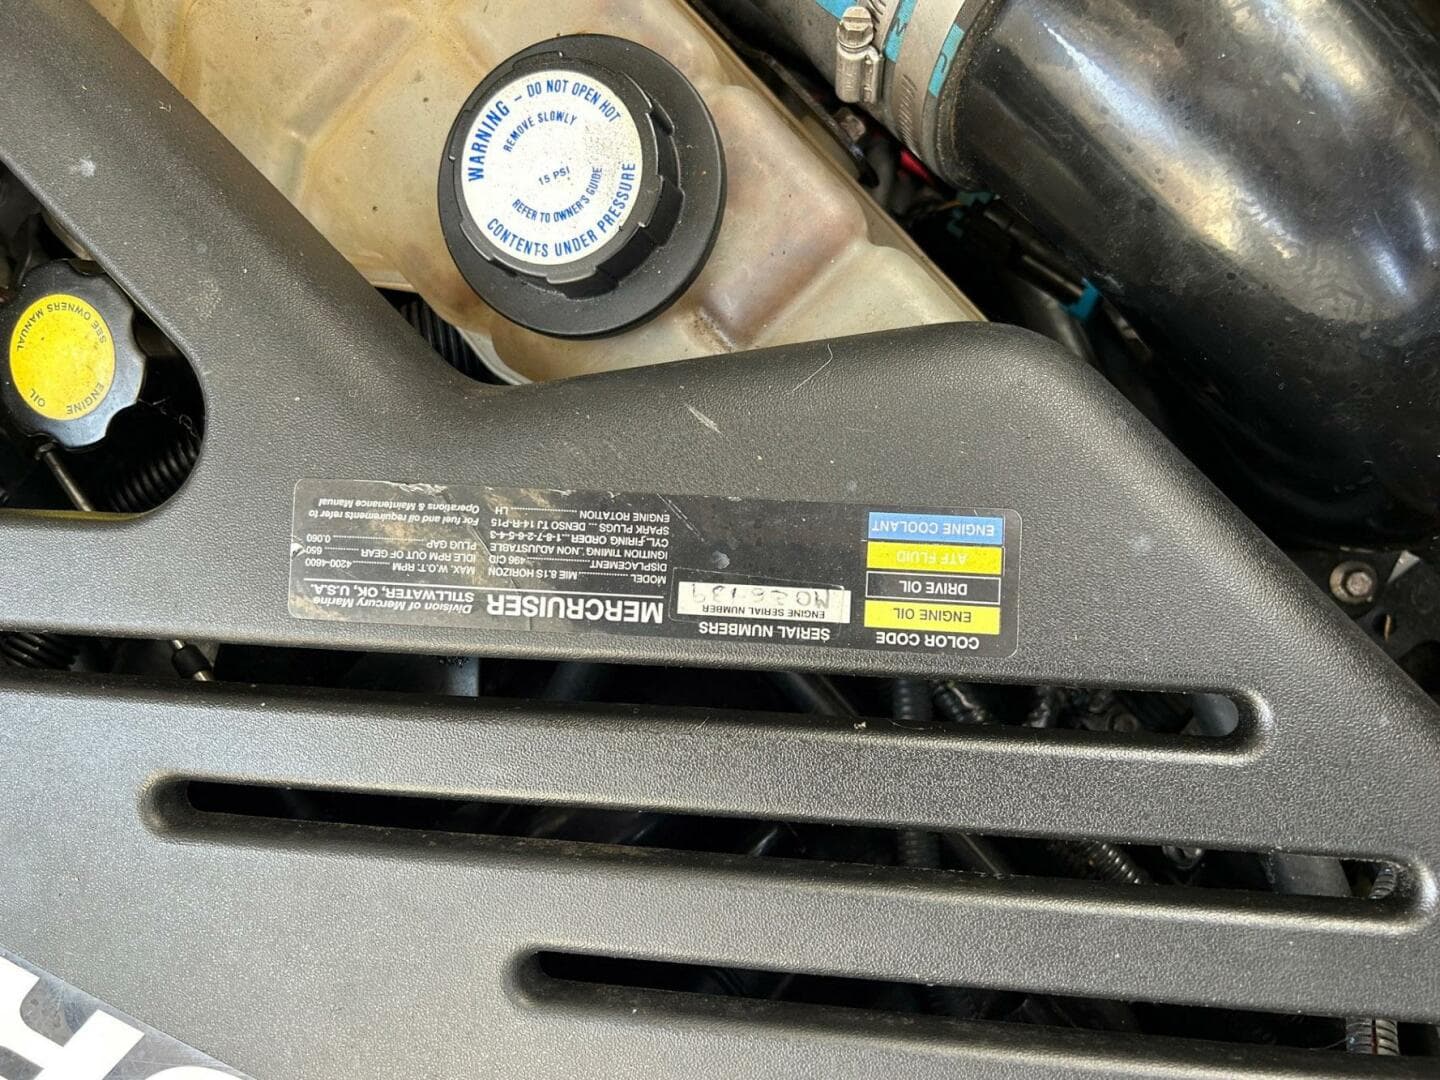 WARNING – DO NOT OPEN HOT
REMOVE SLOWLY
15 PSI
REFER TO OWNER'S GUIDE
CONTENTS UNDER PRESSURE
SEE OWNERS MANUAL
ENGINE OIL
COLOR CODE
ENGINE OIL
DRIVE OIL
ATF FLUID
ENGINE COOLANT
SERIAL NUMBERS
ENGINE SERIAL NUMBER
MERCRUISER
Division of Mercury Marine
STILLWATER, OK, U.S.A.
MODEL ................ MIE 8.1S HORIZON
DISPLACEMENT ................ 496 CID
IGNITION TIMING. NON ADJUSTABLE
CYL-FIRING ORDER...1-8-7-2-6-5-4-3
SPARK PLUGS ... DENSO TJ 14-R-P15
ENGINE ROTATION ................ LH
MAX. W.O.T. RPM ............ 4200-4600
IDLE RPM OUT OF GEAR ........ 650
PLUG GAP ........................ 0.060
For fuel and oil requirements refer to
Operations & Maintenance Manual